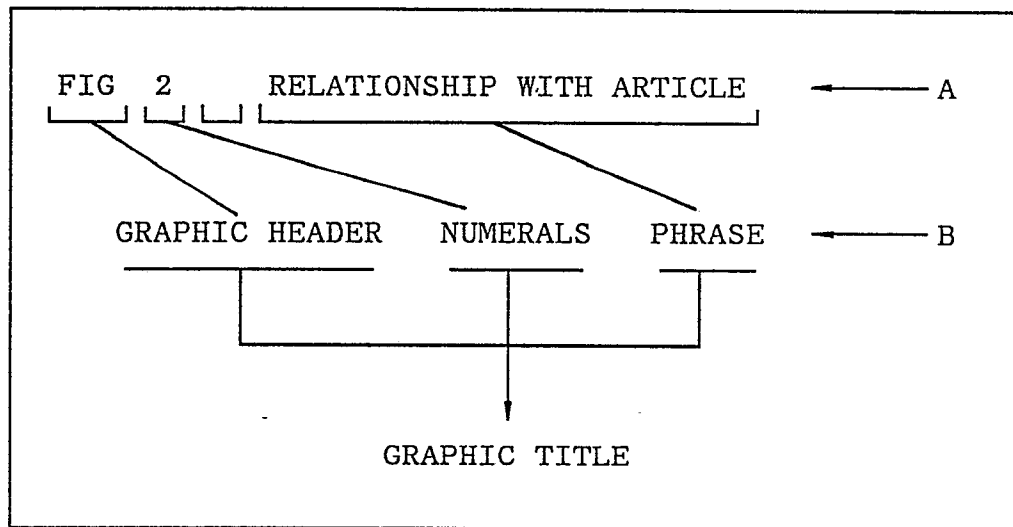 FIG 2 RELATIONSHIP WITH ARTICLE A
GRAPHIC HEADER NUMERALS PHRASE B
GRAPHIC TITLE